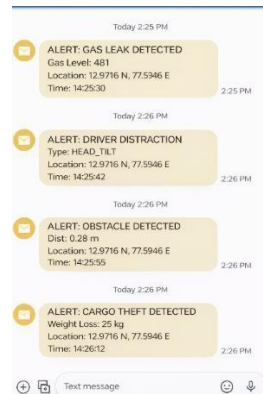 Today 2:25 PM
ALERT: GAS LEAK DETECTED
Gas Level: 481
Location: 12.9716 N, 77.5946 E
Time: 14:25:30
2:25 PM
Today 2:26 PM
ALERT: DRIVER DISTRACTION
Type: HEAD_TILT
Location: 12.9716 N, 77.5946 E
Time: 14:25:42
2:26 PM
Today 2:26 PM
ALERT: OBSTACLE DETECTED
Dist: 0.28 m
Location: 12.9716 N, 77.5946 E
Time: 14:25:55
2:26 PM
Today 2:26 PM
ALERT: CARGO THEFT DETECTED
Weight Loss: 25 kg
Location: 12.9716 N, 77.5946 E
Time: 14:26:12
2:26 PM
Text message